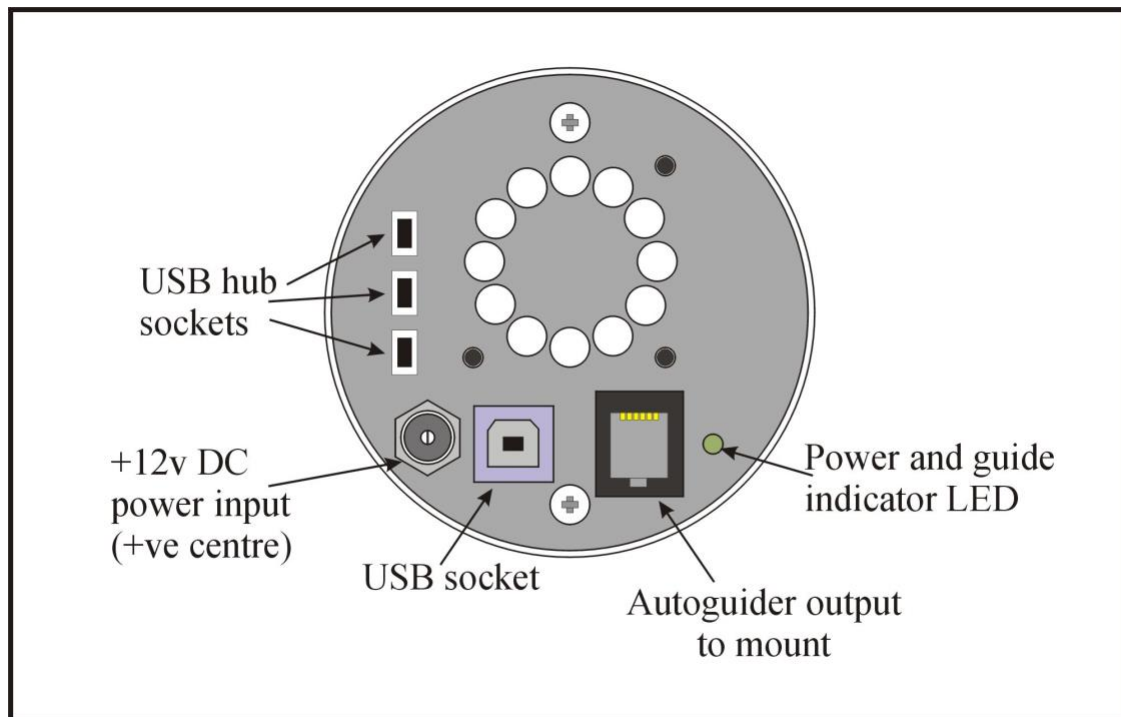 USB hub
sockets
+12v DC
power input
(+ve centre)
USB socket
Autoguider output
to mount
Power and guide
indicator LED